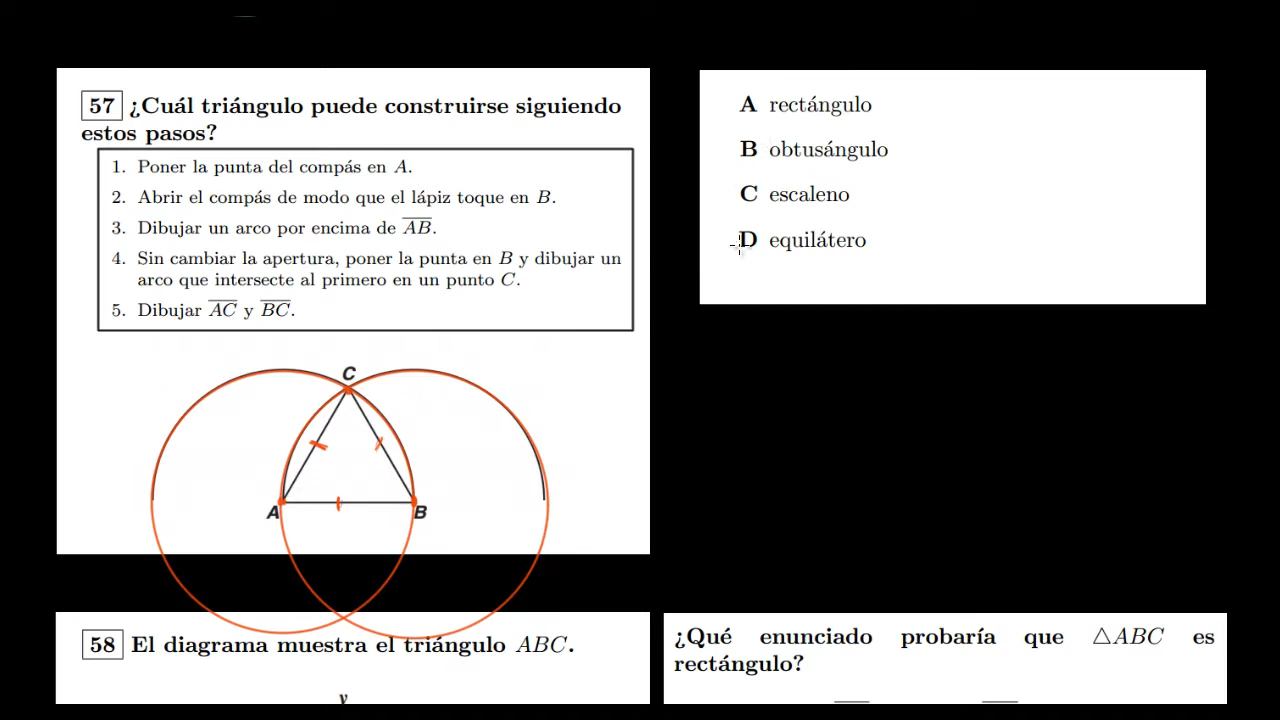 57 ¿Cuál triángulo puede construirse siguiendo
estos pasos?
1. Poner la punta del compás en A.
2. Abrir el compás de modo que el lápiz toque en B.
3. Dibujar un arco por encima de AB.
4. Sin cambiar la apertura, poner la punta en B y dibujar un
arco que intersecte al primero en un punto C.
5. Dibujar AC y BC.
C
A
B
A rectángulo
B obtusángulo
C escaleno
D equilátero
58 El diagrama muestra el triángulo ABC.
y
¿Qué enunciado probaría que △ABC es
rectángulo?